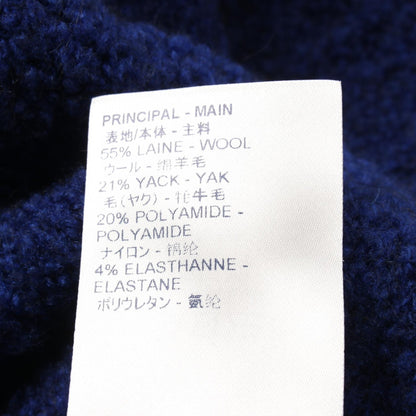 PRINCIPAL - MAIN
表地/本体 - 主料
55% LAINE - WOOL
ウール - 绵羊毛
21% YACK - YAK
毛(ヤク) - 牦牛毛
20% POLYAMIDE -
POLYAMIDE
ナイロン - 锦纶
4% ELASTHANNE -
ELASTANE
ポリウレタン - 氨纶